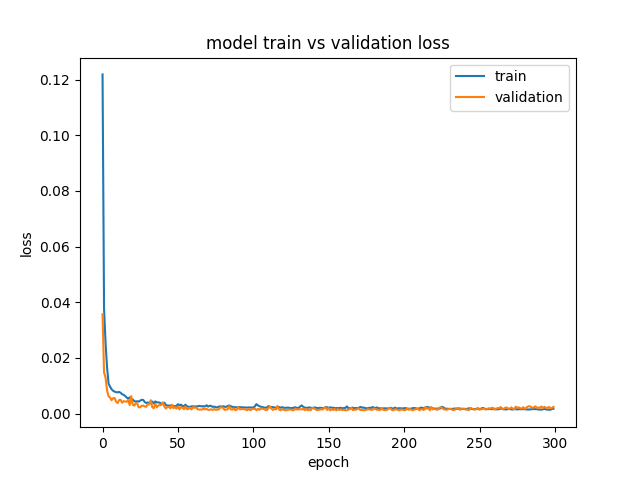 model train vs validation loss
train
validation
0.12
0.10
0.08
0.06
0.04
0.02
0.00
loss
0 50 100 150 200 250 300
epoch